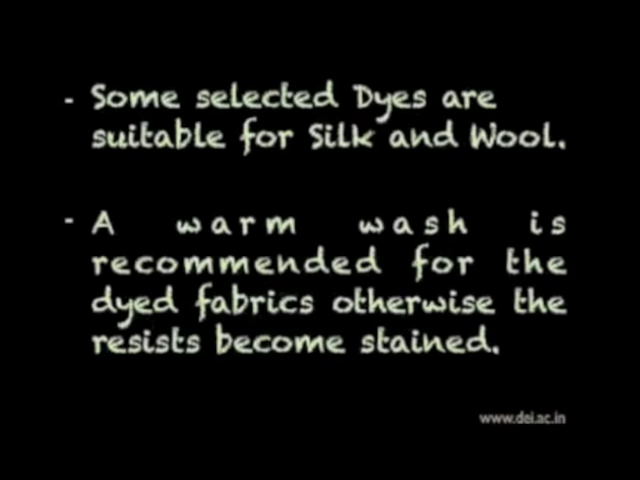 - Some selected Dyes are
suitable for Silk and Wool.
- A warm wash is
recommended for the
dyed fabrics otherwise the
resists become stained.
www.dei.ac.in